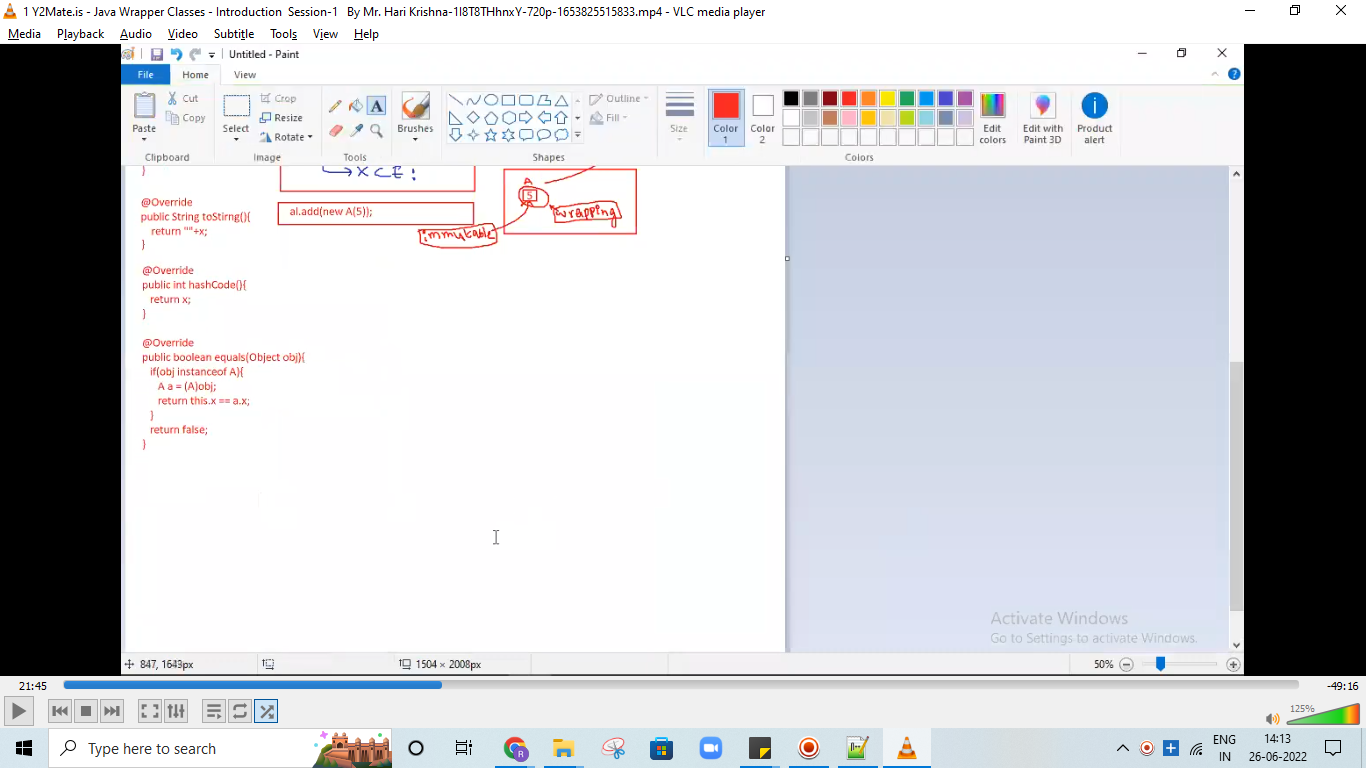 1 Y2Mate.is - Java Wrapper Classes - Introduction Session-1 By Mr. Hari Krishna-1I8T8THhnxY-720p-1653825515833.mp4 - VLC media player
Media Playback Audio Video Subtitle Tools View Help
Untitled - Paint
File Home View
Paste
Cut
Copy
Clipboard
Select
Crop
Resize
Rotate
Image
A
Tools
Brushes
Outline
Fill
Shapes
Size
Color 1
Color 2
Edit colors
Colors
Edit with Paint 3D
Product alert
}
@Override
public String toStirng(){
return ""+x;
}
@Override
public int hashCode(){
return x;
}
@Override
public boolean equals(Object obj){
if(obj instanceof A){
A a = (A)obj;
return this.x == a.x;
}
return false;
}
X CE :
al.add(new A(5));
A
5
wrapping
immutable
Activate Windows
Go to Settings to activate Windows.
847, 1643px
1504 × 2008px
50%
21:45
-49:16
125%
Type here to search
ENG
IN
14:13
26-06-2022